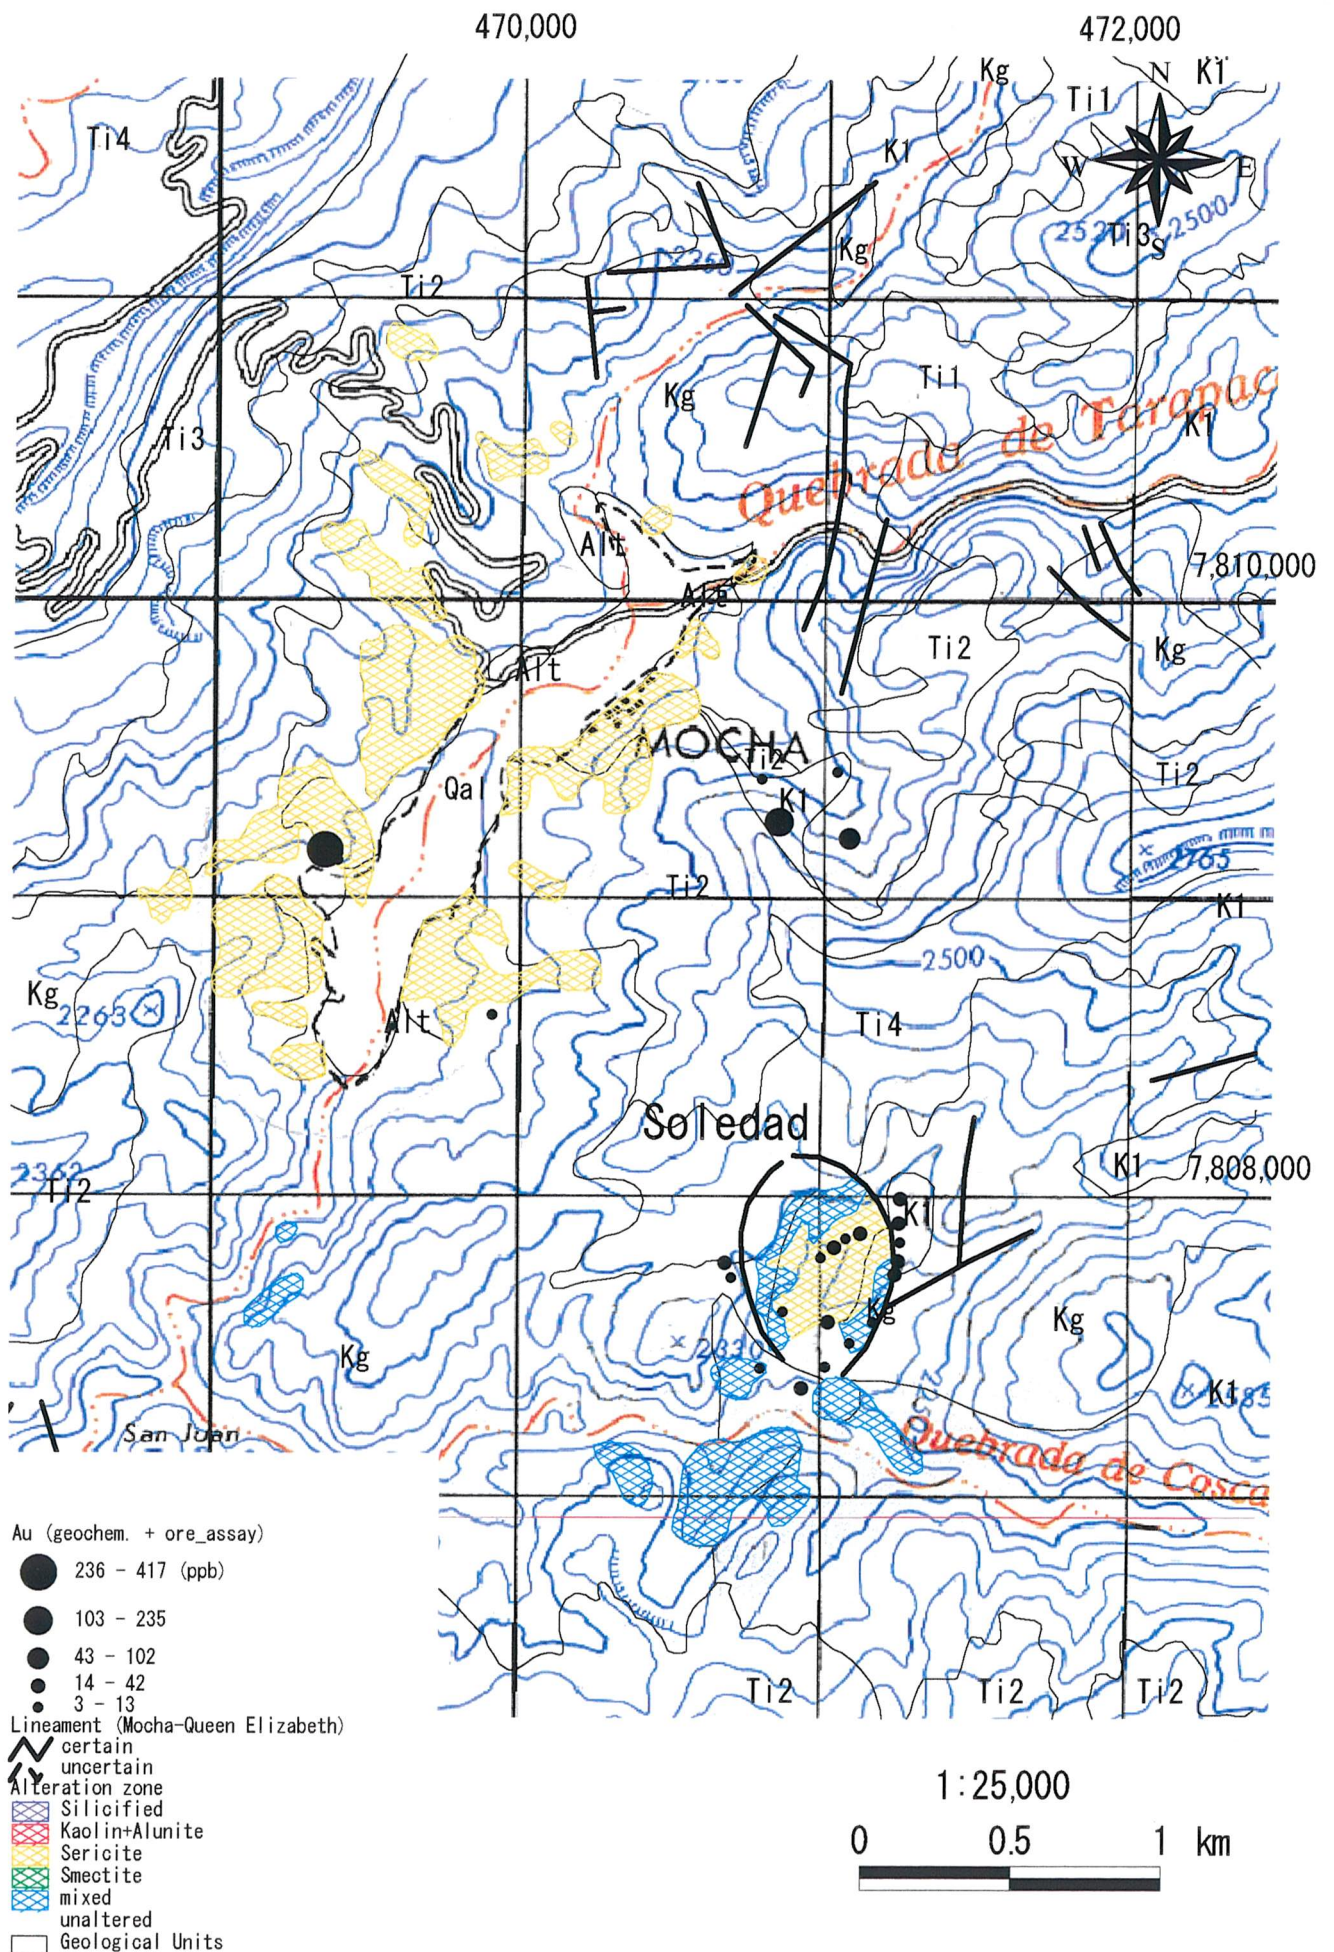 470,000
472,000
Kg
N
K1
Ti1
Ti4
K1
W
E
2500
Ti3
S
Kg
Ti2
Ti1
Kg
Quebrada de Tarapac
K1
Ti3
Alt
7,810,000
Alt
Ti2
Kg
Alt
MOCHA
Ti2
Ti2
Qal
K1
2765
Ti2
K1
2500
Kg
2263
Alt
Ti4
Soledad
K1
7,808,000
2362
Ti2
K1
Kg
Kg
2330
Kg
K1
San Juan
2250
Quebrada de Cosca
Au (geochem. + ore_assay)
236 - 417 (ppb)
103 - 235
43 - 102
14 - 42
3 - 13
Lineament (Mocha-Queen Elizabeth)
certain
uncertain
Alteration zone
Silicified
Kaolin+Alunite
Sericite
Smectite
mixed
unaltered
Geological Units
Ti2
Ti2
Ti2
1:25,000
0 0.5 1 km